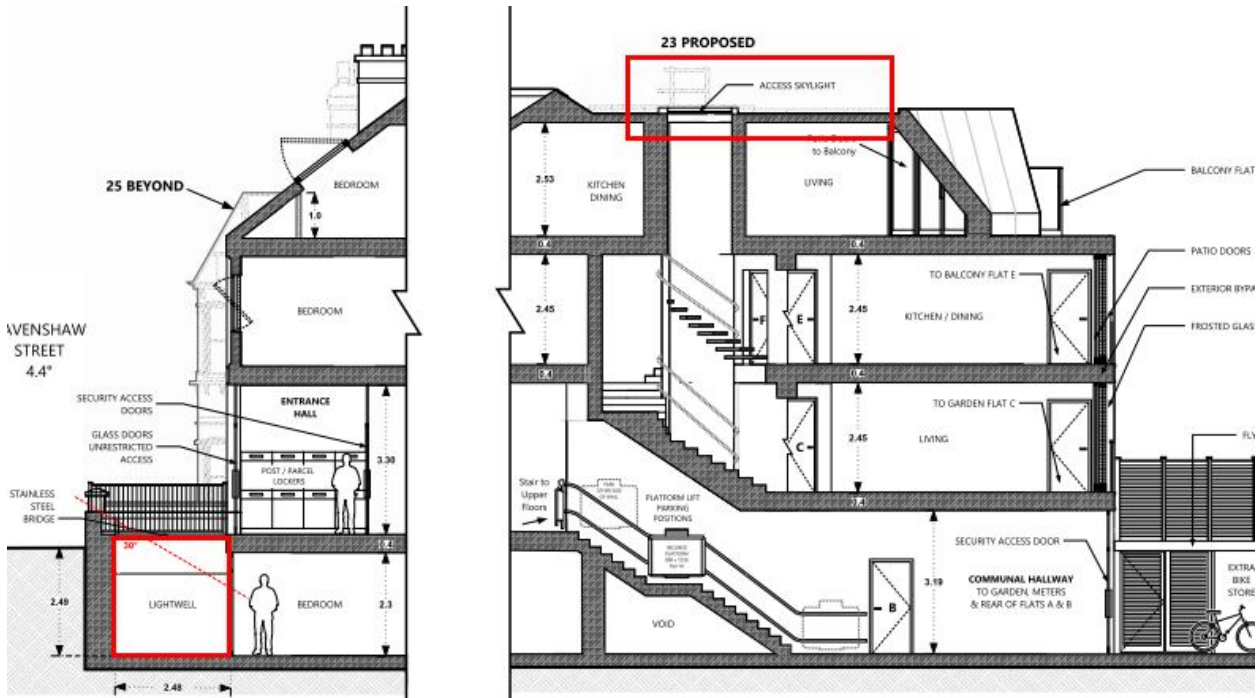 23 PROPOSED
ACCESS SKYLIGHT
to Balcony
25 BEYOND
BEDROOM
1.0
2.53
KITCHEN
DINING
LIVING
BALCONY FLAT
0.4
0.4
PATIO DOORS
TO BALCONY FLAT E
EXTERIOR BYPA
BEDROOM
2.45
F
E
2.45
KITCHEN / DINING
FROSTED GLAS
AVENSHAW
STREET
4.4°
0.4
0.4
SECURITY ACCESS
DOORS
ENTRANCE
HALL
TO GARDEN FLAT C
GLASS DOORS
UNRESTRICTED
ACCESS
3.30
C
2.45
LIVING
FLY
POST / PARCEL
LOCKERS
STAINLESS
STEEL
BRIDGE
Stair to
Upper
Floors
PLATFORM LIFT
PARKING
POSITIONS
0.4
30°
0.4
SECURITY ACCESS DOOR
2.49
LIGHTWELL
BEDROOM
2.3
3.19
COMMUNAL HALLWAY
TO GARDEN, METERS
& REAR OF FLATS A & B
EXTRA
BIKE
STORE
B
VOID
2.48